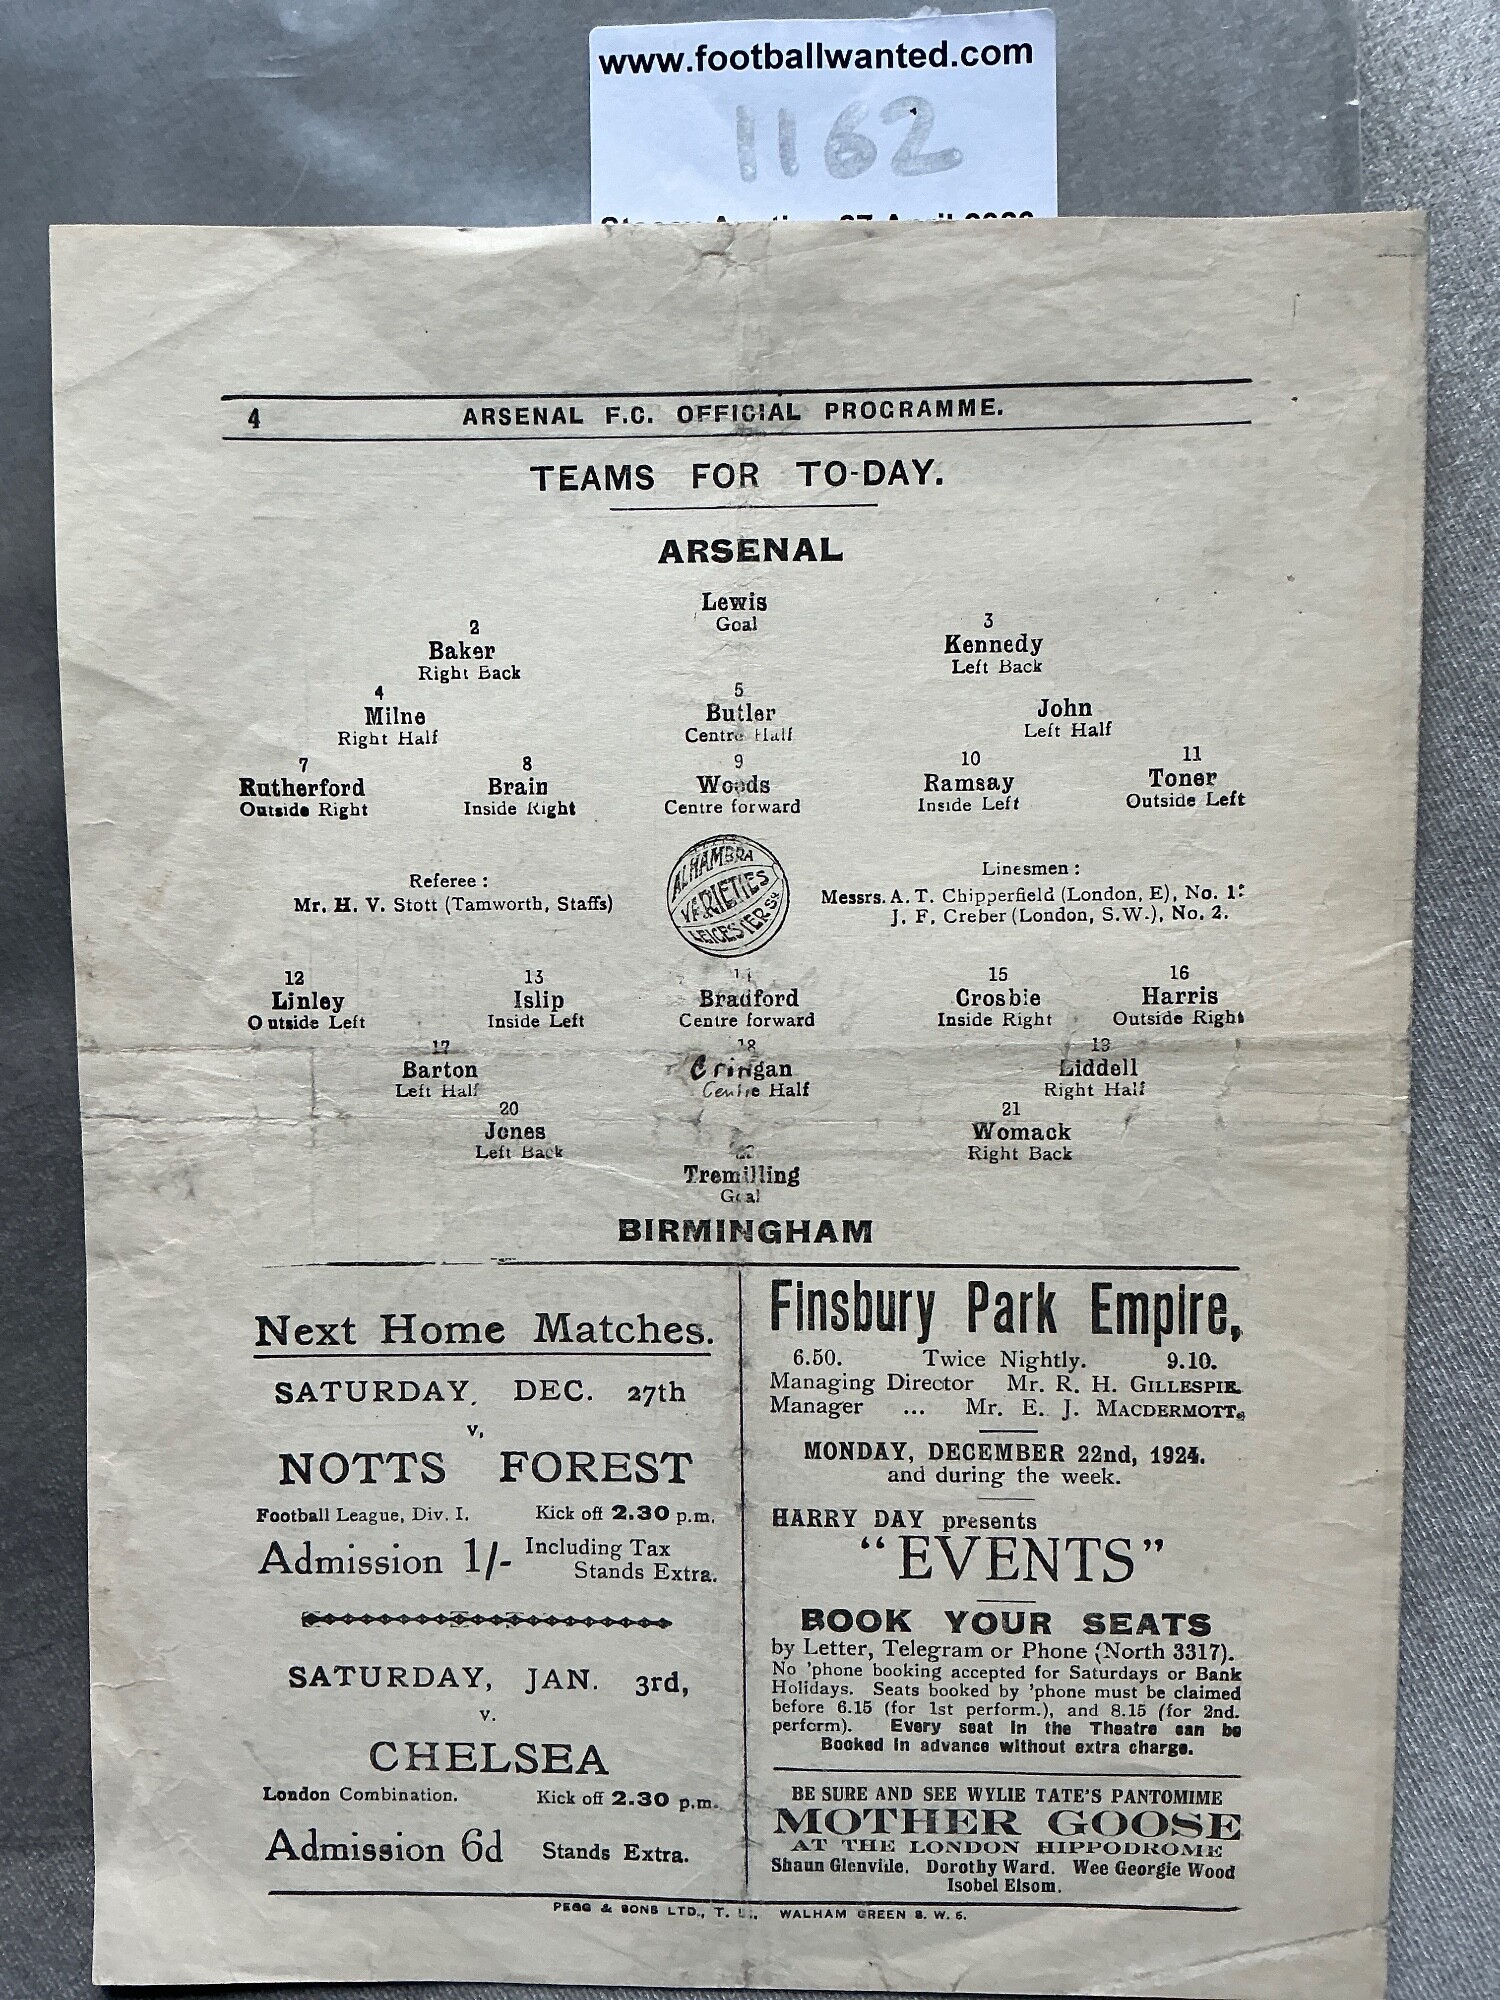 www.footballwanted.com
1162
4 ARSENAL F.C. OFFICIAL PROGRAMME.
TEAMS FOR TO-DAY.
ARSENAL
Lewis
Goal
2 3
Baker Kennedy
Right Back Left Back
4 5
Milne Butler John
Right Half Centre Half Left Half
7 8 9 10 11
Rutherford Brain Woods Ramsay Toner
Outside Right Inside Right Centre forward Inside Left Outside Left
ALHAMBRA
VARIETIES
LEICESTER SQ.
Referee :
Mr. H. V. Stott (Tamworth, Staffs)
Linesmen :
Messrs. A. T. Chipperfield (London, E), No. 1:
J. F. Creber (London, S.W.), No. 2.
12 13 14 15 16
Linley Islip Bradford Crosbie Harris
Outside Left Inside Left Centre forward Inside Right Outside Right
17 18 19
Barton Cringan Liddell
Left Half Centre Half Right Half
20 21
Jones Womack
Left Back Right Back
Tremilling
Goal
BIRMINGHAM
Next Home Matches.
SATURDAY, DEC. 27th
v.
NOTTS FOREST
Football League, Div. I. Kick off 2.30 p.m.
Admission 1/- Including Tax
Stands Extra.
SATURDAY, JAN. 3rd,
v.
CHELSEA
London Combination. Kick off 2.30 p.m.
Admission 6d Stands Extra.
Finsbury Park Empire,
6.50. Twice Nightly. 9.10.
Managing Director Mr. R. H. GILLESPIE.
Manager ... Mr. E. J. MACDERMOTT.
MONDAY, DECEMBER 22nd, 1924.
and during the week.
HARRY DAY presents
"EVENTS"
BOOK YOUR SEATS
by Letter, Telegram or Phone (North 3317).
No 'phone booking accepted for Saturdays or Bank
Holidays. Seats booked by 'phone must be claimed
before 6.15 (for 1st perform.), and 8.15 (for 2nd.
perform). Every seat in the Theatre can be
Booked in advance without extra charge.
BE SURE AND SEE WYLIE TATE'S PANTOMIME
MOTHER GOOSE
AT THE LONDON HIPPODROME
Shaun Glenville. Dorothy Ward. Wee Georgie Wood
Isobel Elsom.
PEGG & SONS LTD., T. WALHAM GREEN S. W. 6.